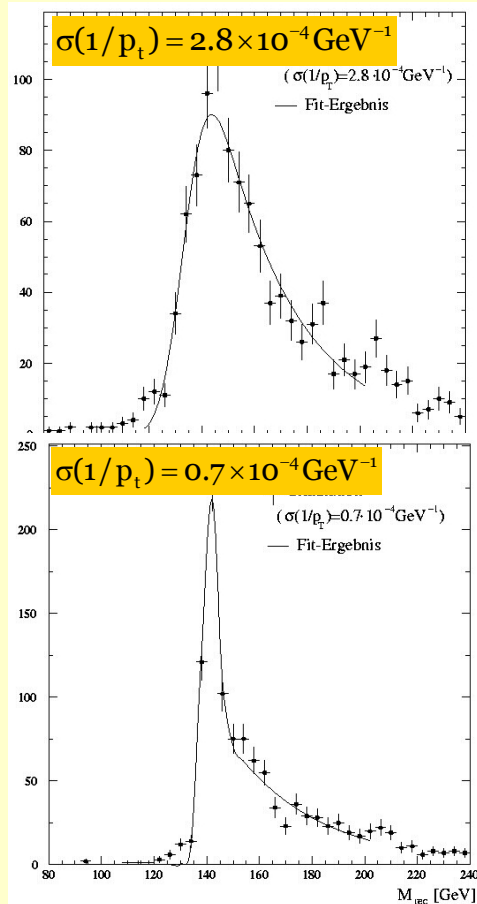 σ(1/pₜ) = 2.8×10⁻⁴ GeV⁻¹
( σ(1/p_T)=2.8·10⁻⁴GeV⁻¹)
— Fit-Ergebnis
100
80
60
40
20
σ(1/pₜ) = 0.7×10⁻⁴ GeV⁻¹
(σ(1/p_T)=0.7·10⁻⁴GeV⁻¹)
— Fit-Ergebnis
250
200
150
100
50
0
80 100 120 140 160 180 200 220 240
M_rec [GeV]